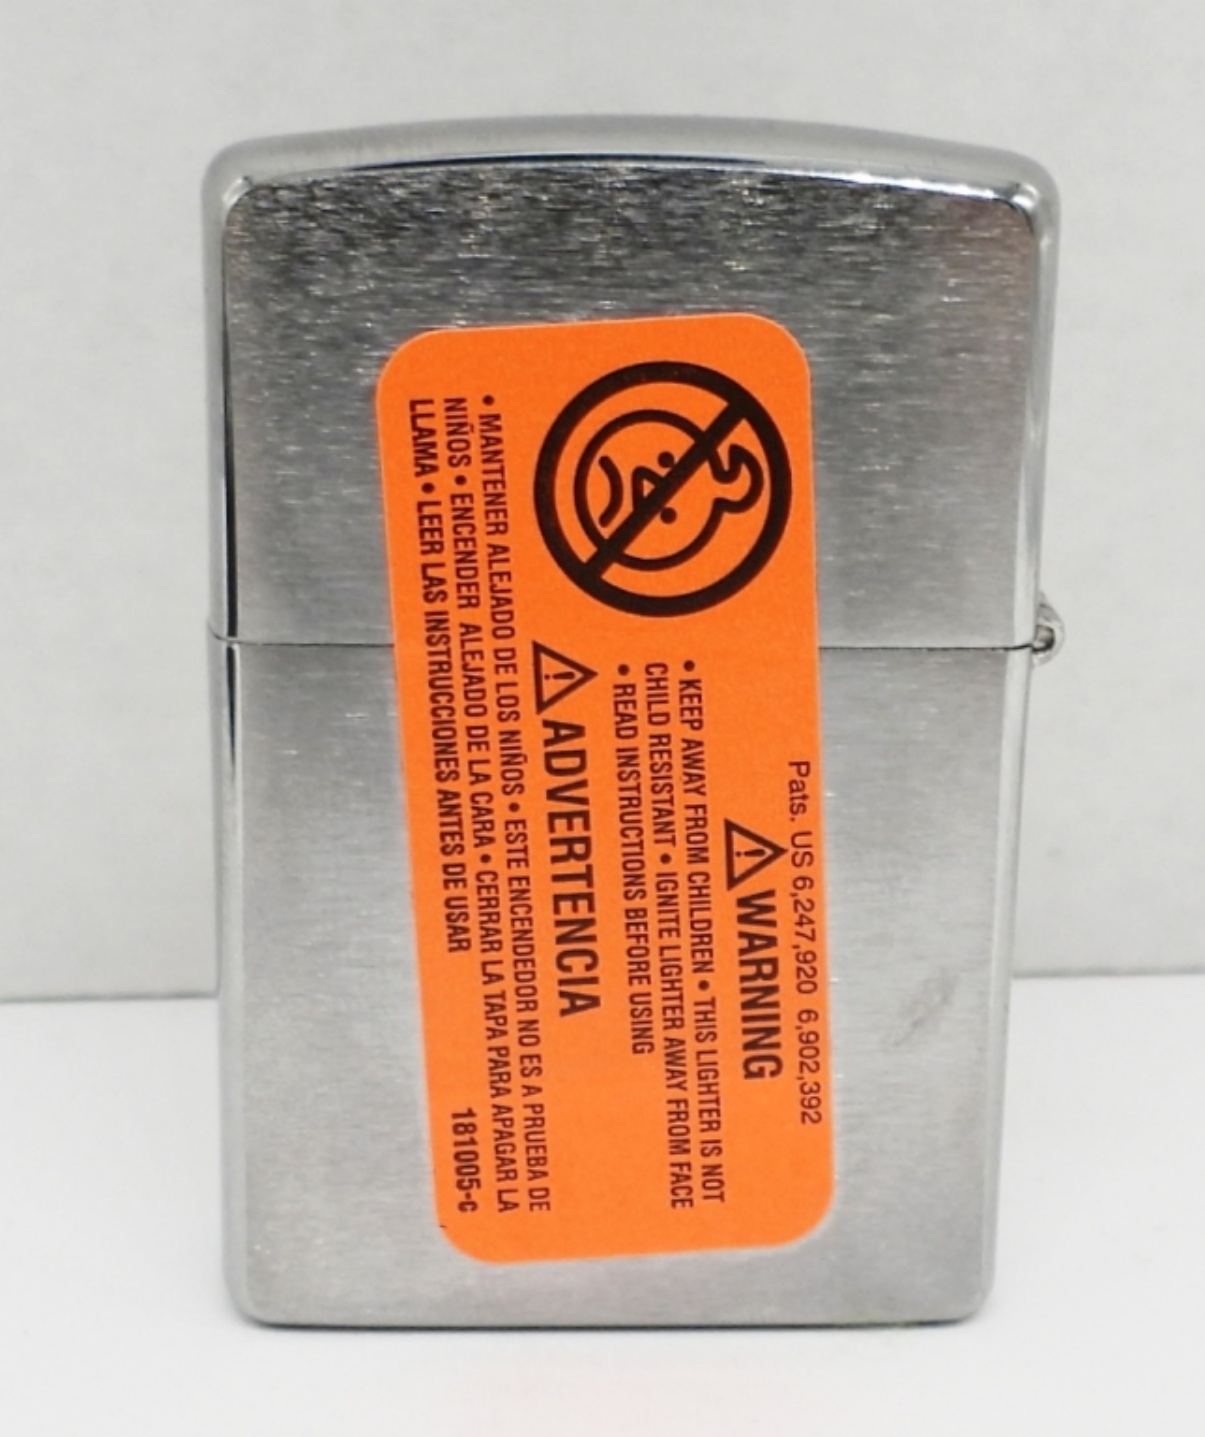 Pats. US 6,247,920 6,902,392
⚠WARNING
• KEEP AWAY FROM CHILDREN • THIS LIGHTER IS NOT
CHILD RESISTANT • IGNITE LIGHTER AWAY FROM FACE
• READ INSTRUCTIONS BEFORE USING
⚠ADVERTENCIA
• MANTENER ALEJADO DE LOS NIÑOS • ESTE ENCENDEDOR NO ES A PRUEBA DE
NIÑOS • ENCENDER ALEJADO DE LA CARA • CERRAR LA TAPA PARA APAGAR LA
LLAMA • LEER LAS INSTRUCCIONES ANTES DE USAR
181005-c